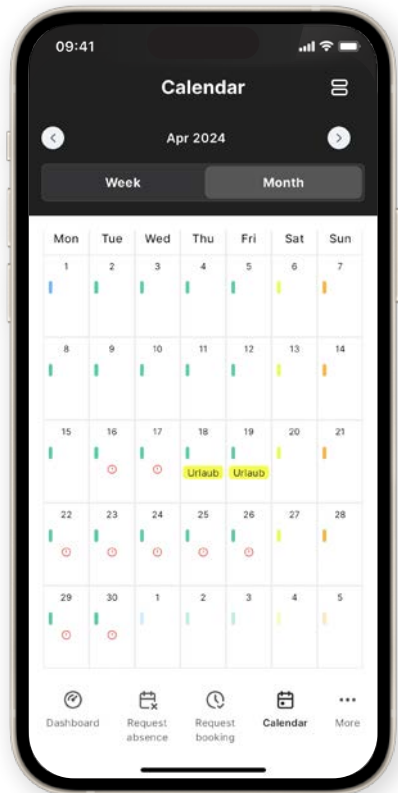 09:41
Calendar
Apr 2024
Week Month
Mon Tue Wed Thu Fri Sat Sun
1 2 3 4 5 6 7
8 9 10 11 12 13 14
15 16 17 18 19 20 21
Urlaub Urlaub
22 23 24 25 26 27 28
29 30 1 2 3 4 5
Dashboard Request Request Calendar More
absence booking